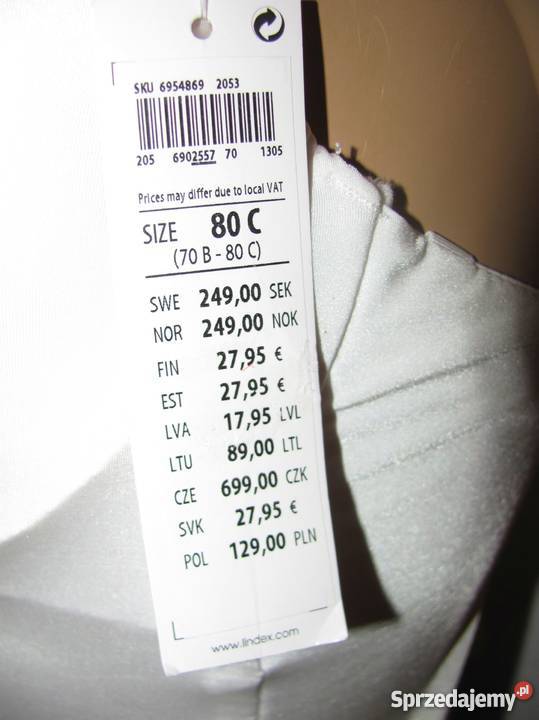 SKU 6954869 2053
205 6902557 70 1305
Prices may differ due to local VAT
SIZE 80 C
(70 B - 80 C)
SWE 249,00 SEK
NOR 249,00 NOK
FIN 27,95 €
EST 27,95 €
LVA 17,95 LVL
LTU 89,00 LTL
CZE 699,00 CZK
SVK 27,95 €
POL 129,00 PLN
www.lindex.com
Sprzedajemy.pl